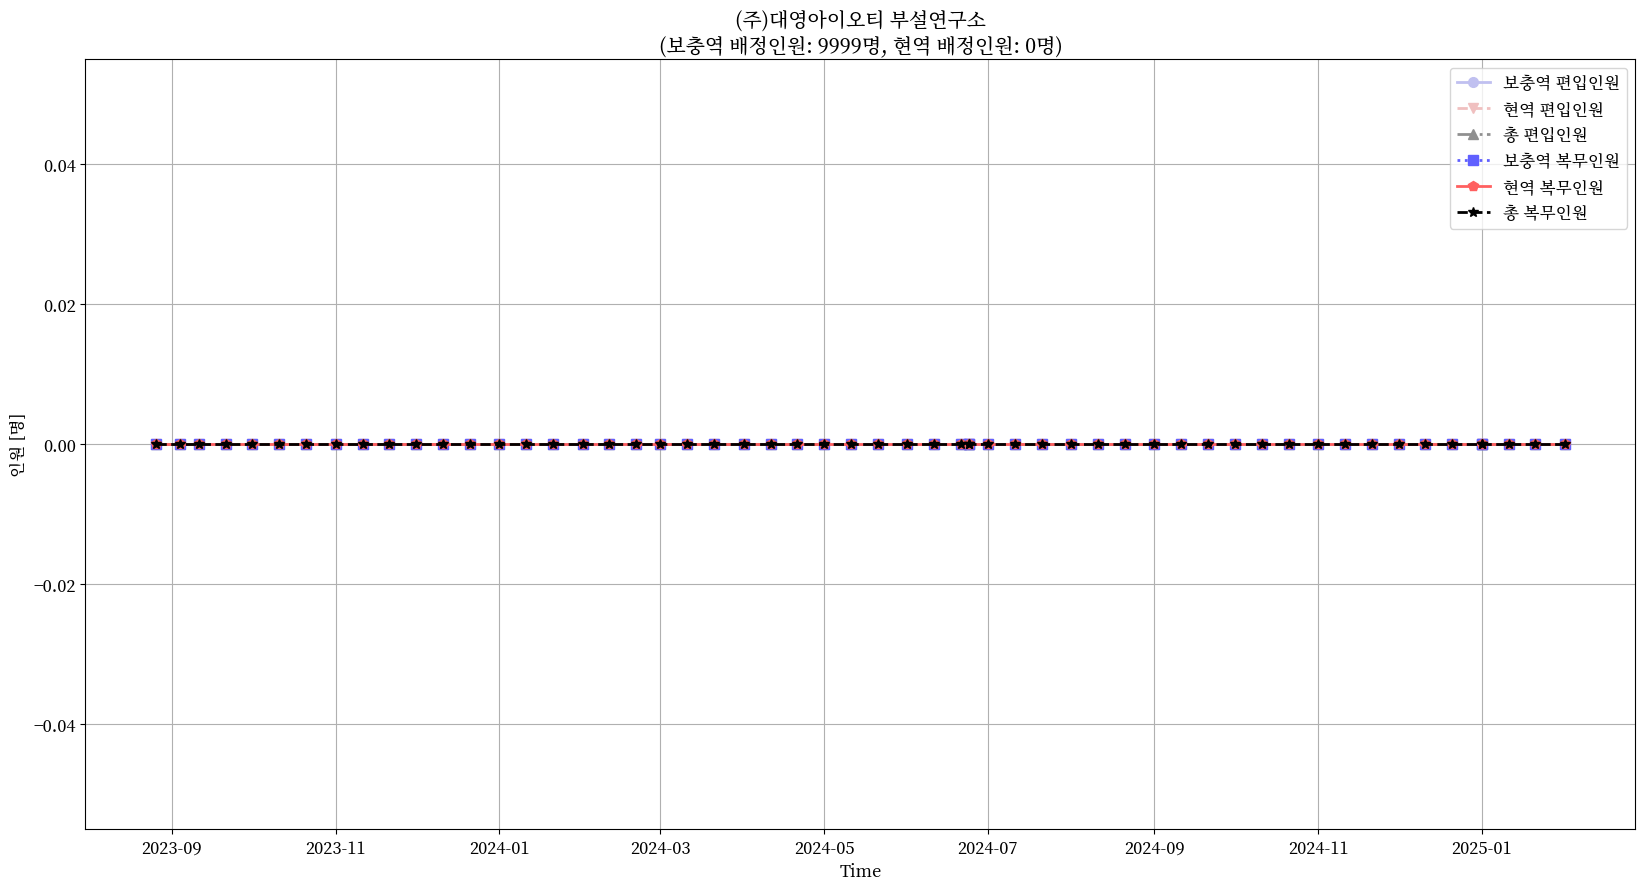 (주)대영아이오티 부설연구소
(보충역 배정인원: 9999명, 현역 배정인원: 0명)
보충역 편입인원
현역 편입인원
총 편입인원
보충역 복무인원
현역 복무인원
총 복무인원
0.04
0.02
0.00
−0.02
−0.04
인원 [명]
2023-09
2023-11
2024-01
2024-03
2024-05
2024-07
2024-09
2024-11
2025-01
Time